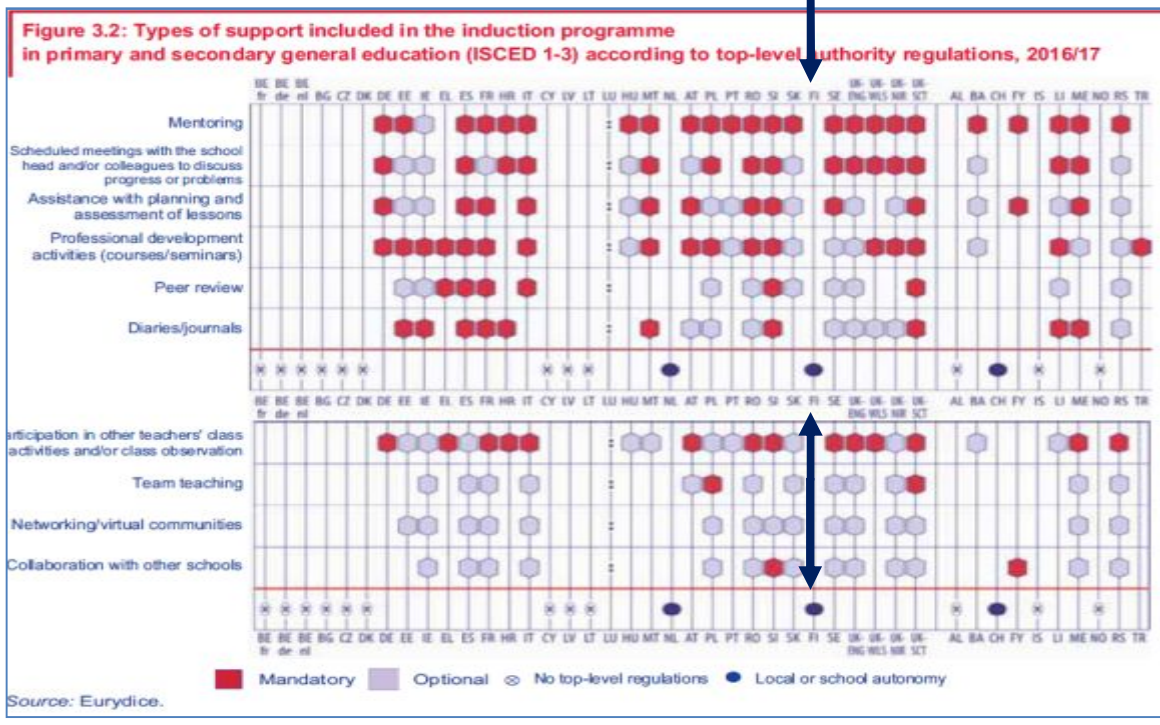 Figure 3.2: Types of support included in the induction programme
in primary and secondary general education (ISCED 1-3) according to top-level authority regulations, 2016/17
BE fr BE de BE nl BG CZ DK DE EE IE EL ES FR HR IT CY LV LT LU HU MT NL AT PL PT RO SI SK FI SE UK-ENG UK-WLS UK-NIR UK-SCT AL BA CH FY IS LI ME NO RS TR
Mentoring
Scheduled meetings with the school
head and/or colleagues to discuss
progress or problems
Assistance with planning and
assessment of lessons
Professional development
activities (courses/seminars)
Peer review
Diaries/journals
BE fr BE de BE nl BG CZ DK DE EE IE EL ES FR HR IT CY LV LT LU HU MT NL AT PL PT RO SI SK FI SE UK-ENG UK-WLS UK-NIR UK-SCT AL BA CH FY IS LI ME NO RS TR
articipation in other teachers' class
activities and/or class observation
Team teaching
Networking/virtual communities
Collaboration with other schools
BE fr BE de BE nl BG CZ DK DE EE IE EL ES FR HR IT CY LV LT LU HU MT NL AT PL PT RO SI SK FI SE UK-ENG UK-WLS UK-NIR UK-SCT AL BA CH FY IS LI ME NO RS TR
Mandatory Optional No top-level regulations Local or school autonomy
Source: Eurydice.